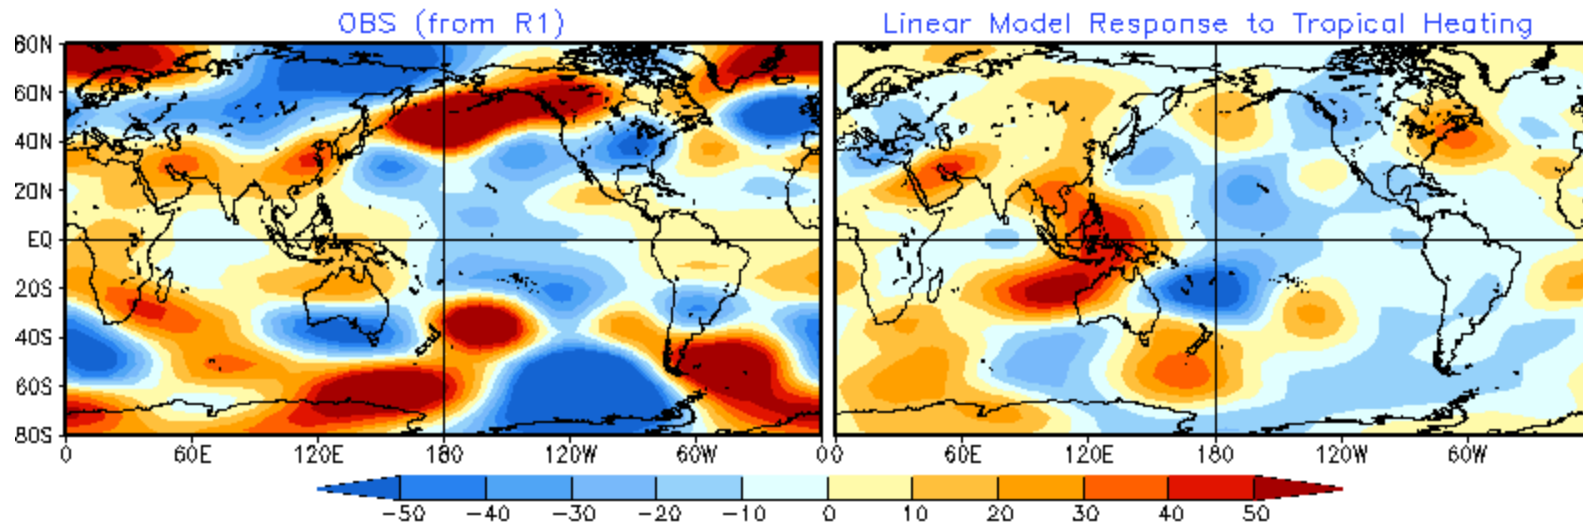 OBS (from R1)
Linear Model Response to Tropical Heating
80N
60N
40N
20N
EQ
20S
40S
60S
80S
0 60E 120E 180 120W 60W 0
0 60E 120E 180 120W 60W
-50 -40 -30 -20 -10 0 10 20 30 40 50